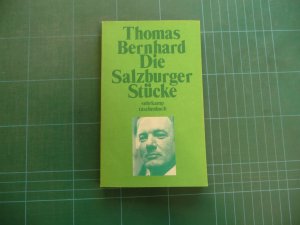 Thomas
Bernhard
Die
Salzburger
Stücke
suhrkamp
taschenbuch